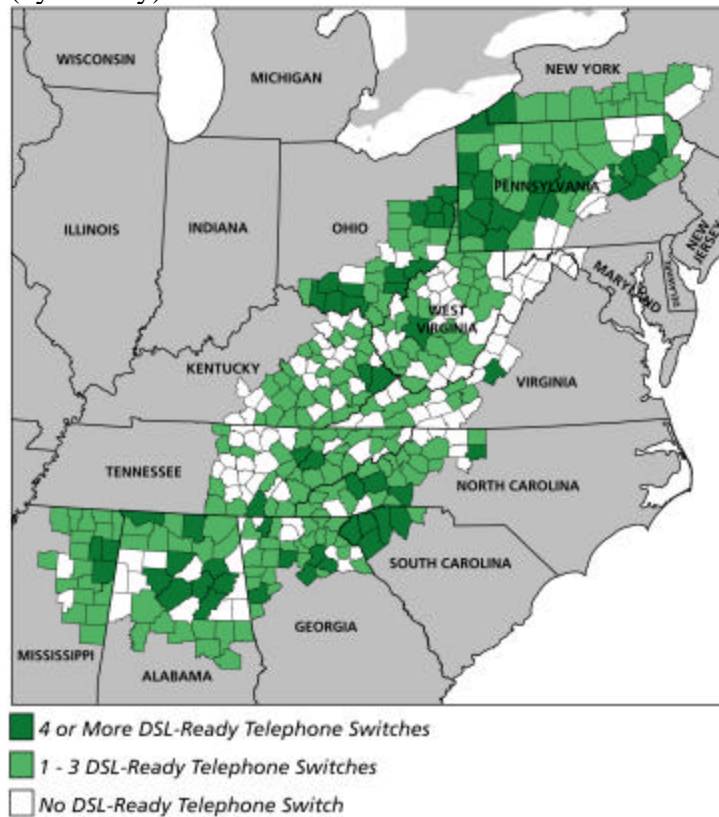 WISCONSIN
MICHIGAN
NEW YORK
PENNSYLVANIA
ILLINOIS
INDIANA
OHIO
NEW JERSEY
MARYLAND
DELAWARE
WEST VIRGINIA
KENTUCKY
VIRGINIA
TENNESSEE
NORTH CAROLINA
SOUTH CAROLINA
MISSISSIPPI
ALABAMA
GEORGIA
4 or More DSL-Ready Telephone Switches
1 - 3 DSL-Ready Telephone Switches
No DSL-Ready Telephone Switch